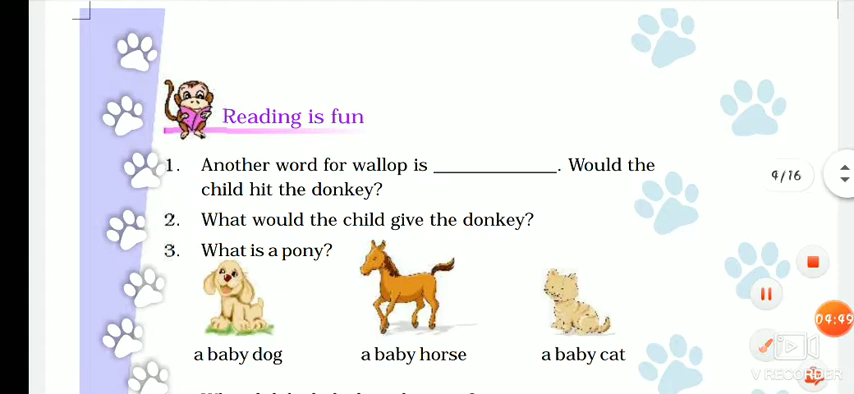 Reading is fun
1. Another word for wallop is ____________. Would the
child hit the donkey?
2. What would the child give the donkey?
3. What is a pony?
a baby dog a baby horse a baby cat
9/16
04:49
V RECORDER